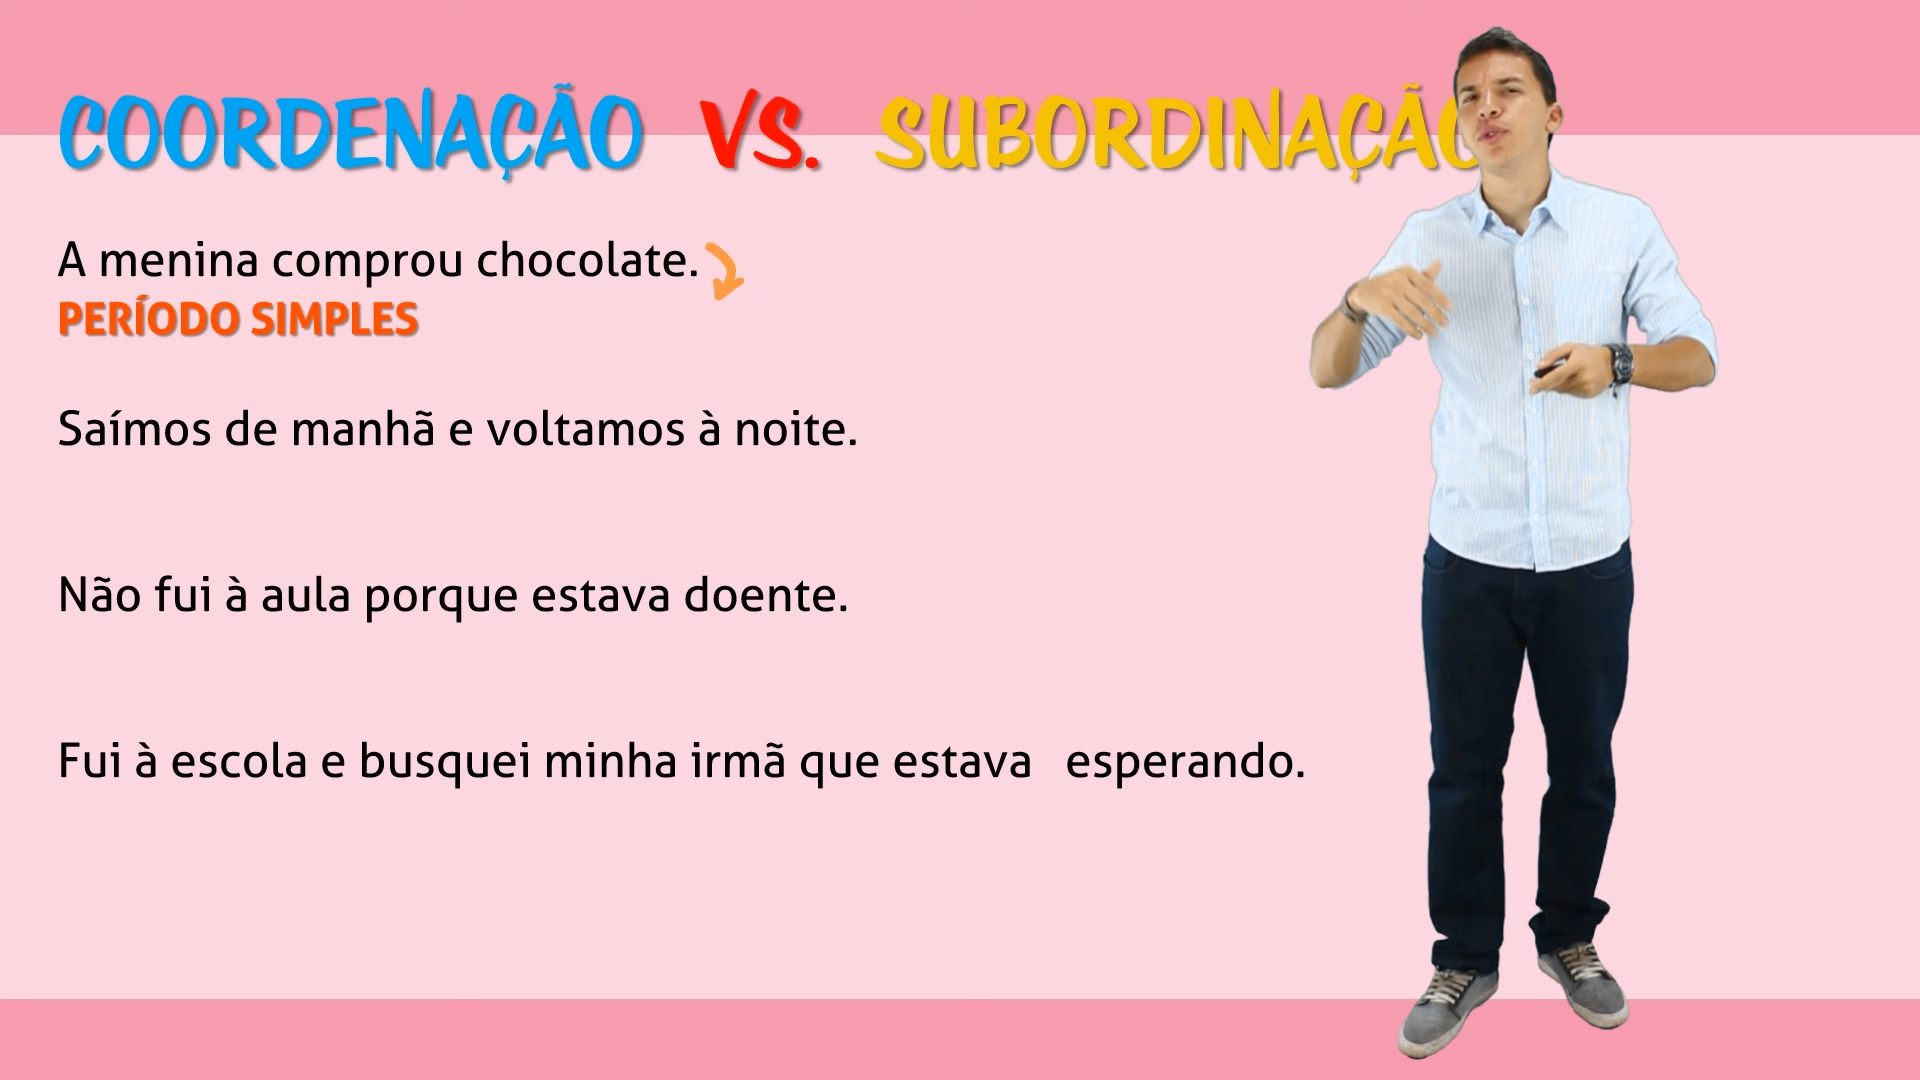 COORDENAÇÃO VS. SUBORDINAÇÃO
A menina comprou chocolate.
PERÍODO SIMPLES
Saímos de manhã e voltamos à noite.
Não fui à aula porque estava doente.
Fui à escola e busquei minha irmã que estava esperando.